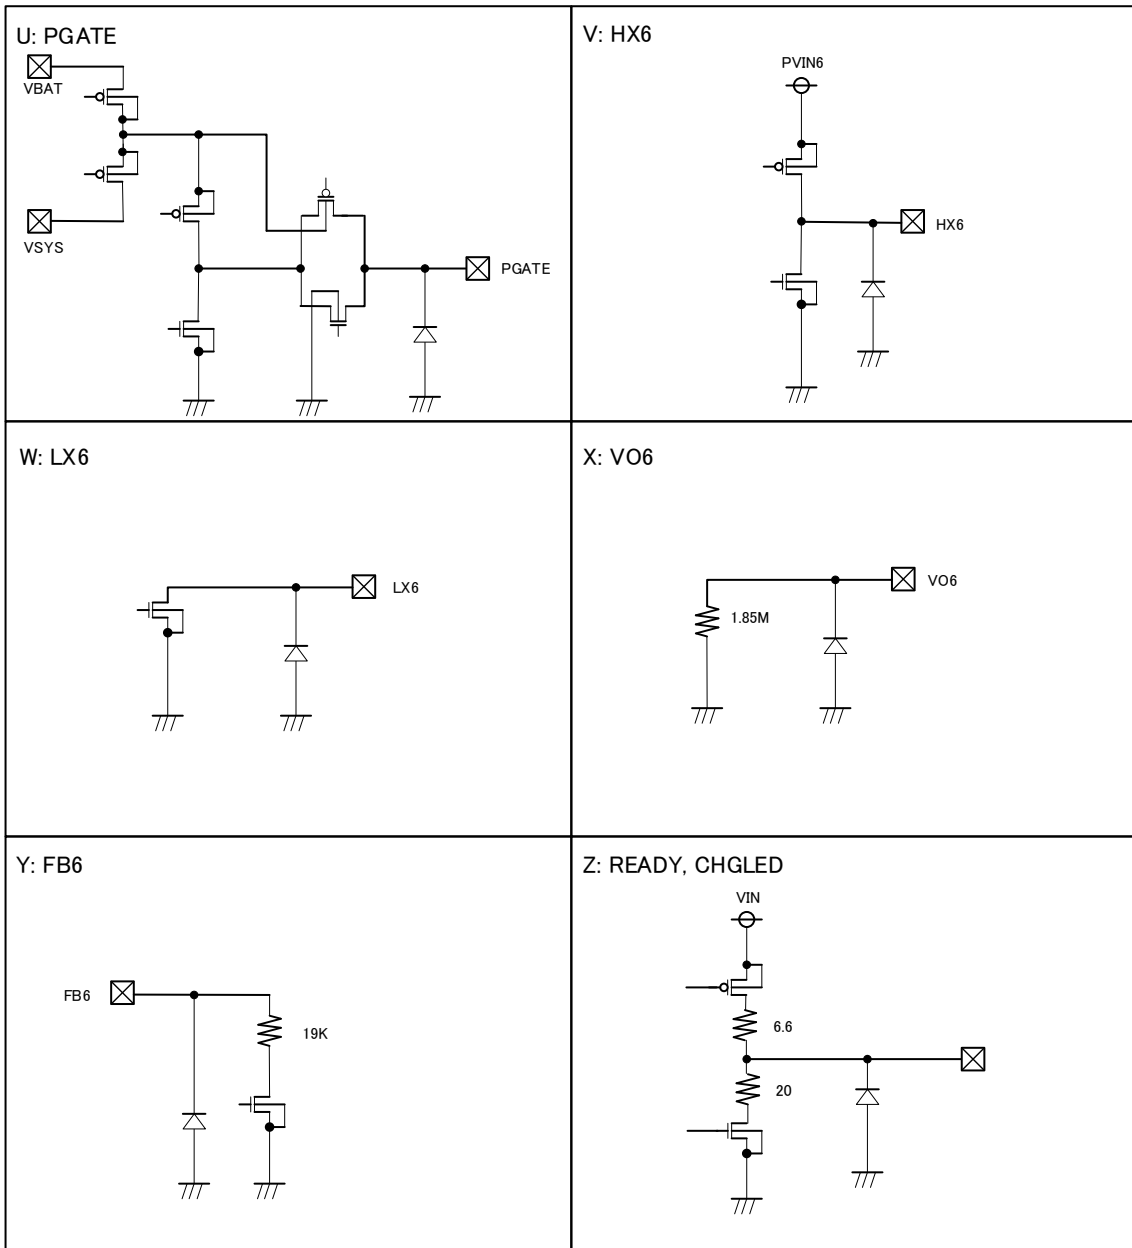 U: PGATE
VBAT
VSYS
PGATE
V: HX6
PVIN6
HX6
W: LX6
LX6
X: VO6
VO6
1.85M
Y: FB6
FB6
19K
Z: READY, CHGLED
VIN
6.6
20